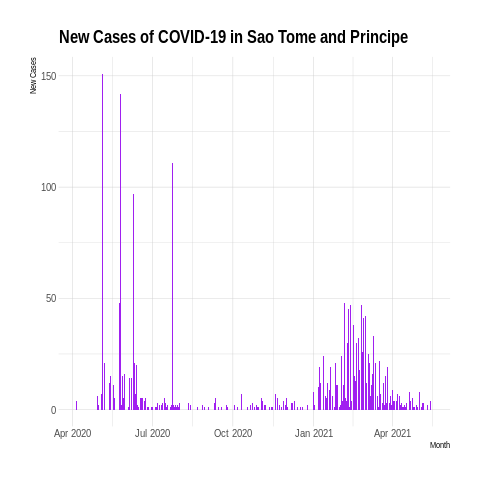 New Cases of COVID-19 in Sao Tome and Principe
New Cases
150
100
50
0
Apr 2020 Jul 2020 Oct 2020 Jan 2021 Apr 2021
Month